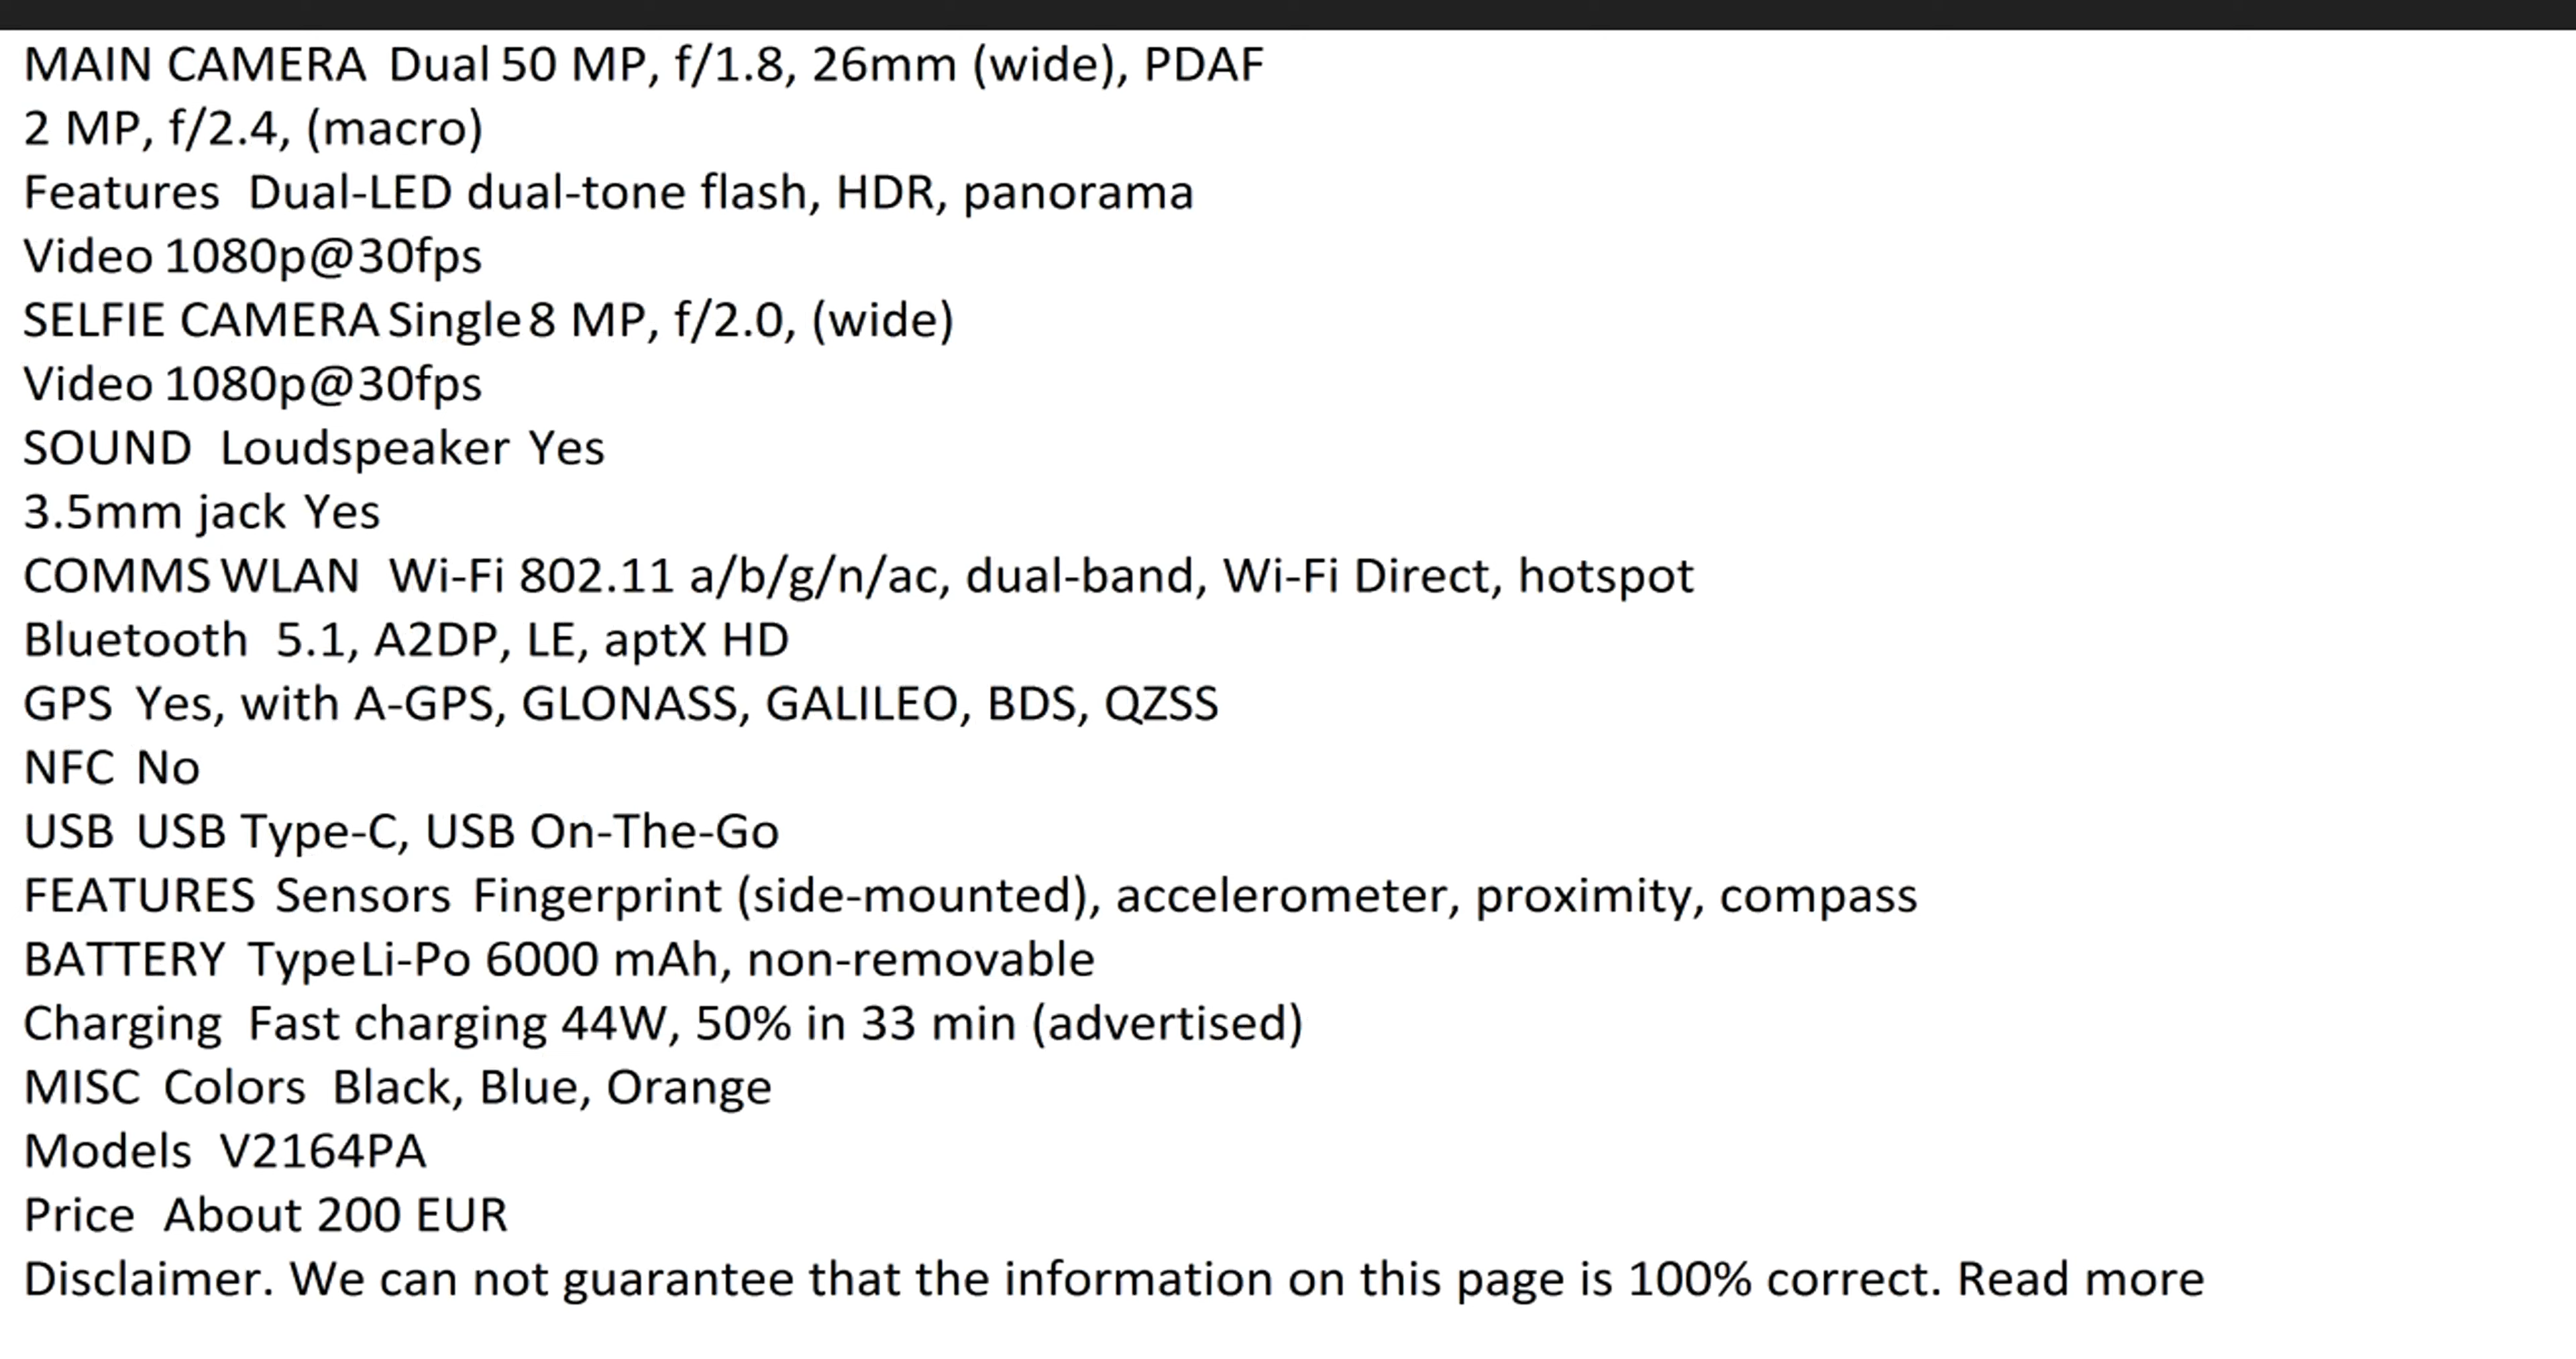 MAIN CAMERA Dual 50 MP, f/1.8, 26mm (wide), PDAF
2 MP, f/2.4, (macro)
Features Dual-LED dual-tone flash, HDR, panorama
Video 1080p@30fps
SELFIE CAMERA Single 8 MP, f/2.0, (wide)
Video 1080p@30fps
SOUND Loudspeaker Yes
3.5mm jack Yes
COMMS WLAN Wi-Fi 802.11 a/b/g/n/ac, dual-band, Wi-Fi Direct, hotspot
Bluetooth 5.1, A2DP, LE, aptX HD
GPS Yes, with A-GPS, GLONASS, GALILEO, BDS, QZSS
NFC No
USB USB Type-C, USB On-The-Go
FEATURES Sensors Fingerprint (side-mounted), accelerometer, proximity, compass
BATTERY Type Li-Po 6000 mAh, non-removable
Charging Fast charging 44W, 50% in 33 min (advertised)
MISC Colors Black, Blue, Orange
Models V2164PA
Price About 200 EUR
Disclaimer. We can not guarantee that the information on this page is 100% correct. Read more